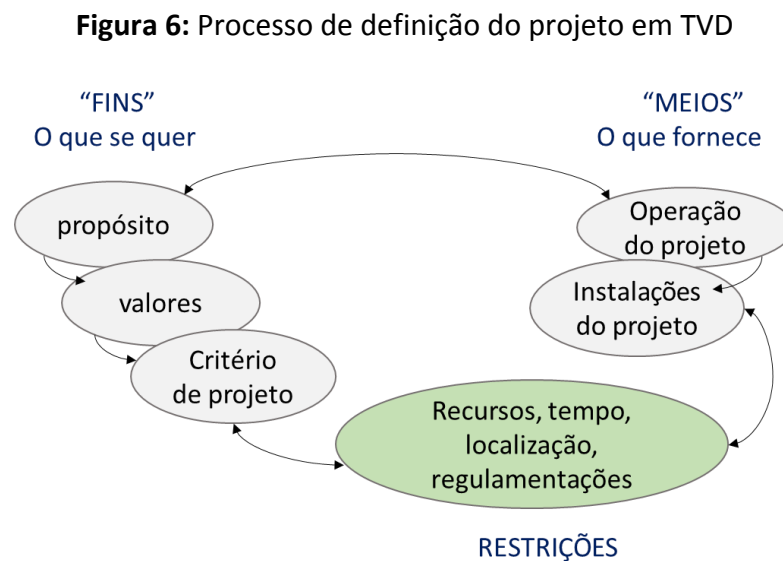 Figura 6: Processo de definição do projeto em TVD
“FINS”
O que se quer
“MEIOS”
O que fornece
propósito
valores
Critério
de projeto
Operação
do projeto
Instalações
do projeto
Recursos, tempo,
localização,
regulamentações
RESTRIÇÕES